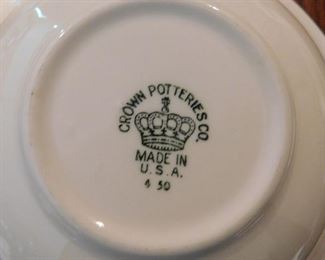 CROWN POTTERIES CO.
MADE IN
U.S.A.
4 50